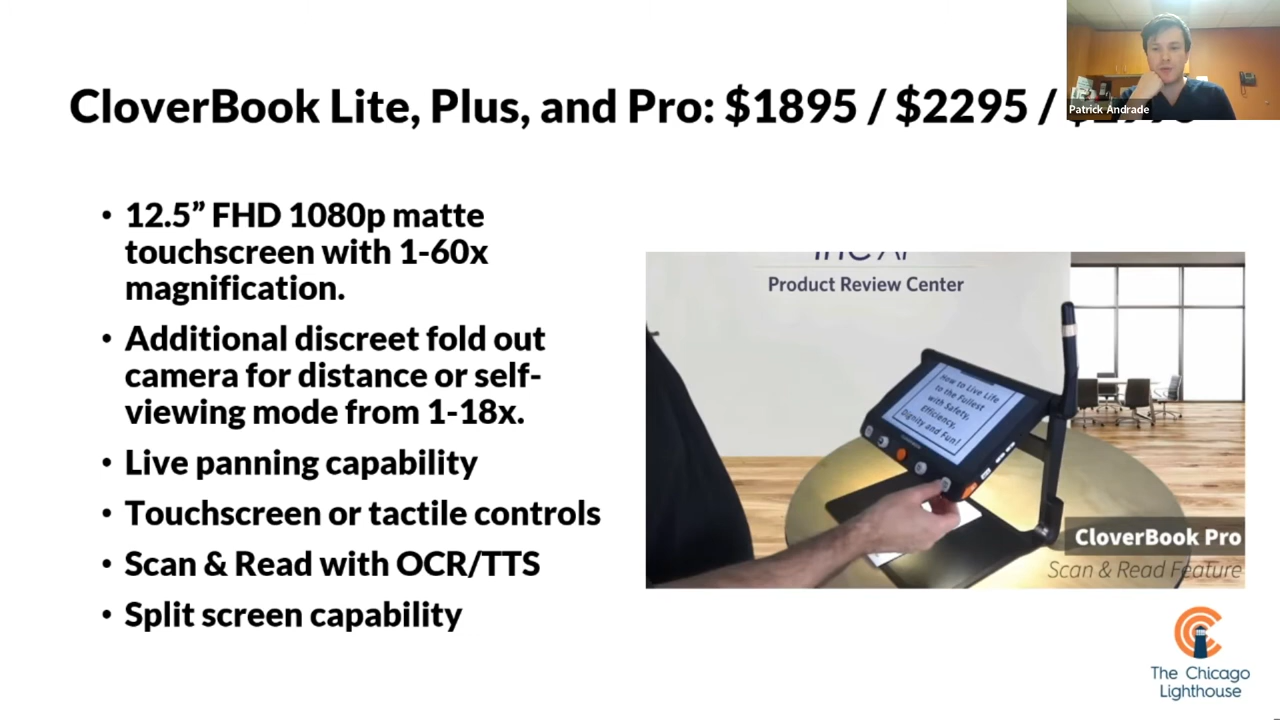 CloverBook Lite, Plus, and Pro: $1895 / $2295 /
Patrick Andrade
• 12.5” FHD 1080p matte
touchscreen with 1-60x
magnification.
• Additional discreet fold out
camera for distance or self-
viewing mode from 1-18x.
• Live panning capability
• Touchscreen or tactile controls
• Scan & Read with OCR/TTS
• Split screen capability
Product Review Center
How to Live Life
to the Fullest
with Safety,
Efficiency,
Dignity and Fun!
CloverBook Pro
Scan & Read Feature
The Chicago
Lighthouse